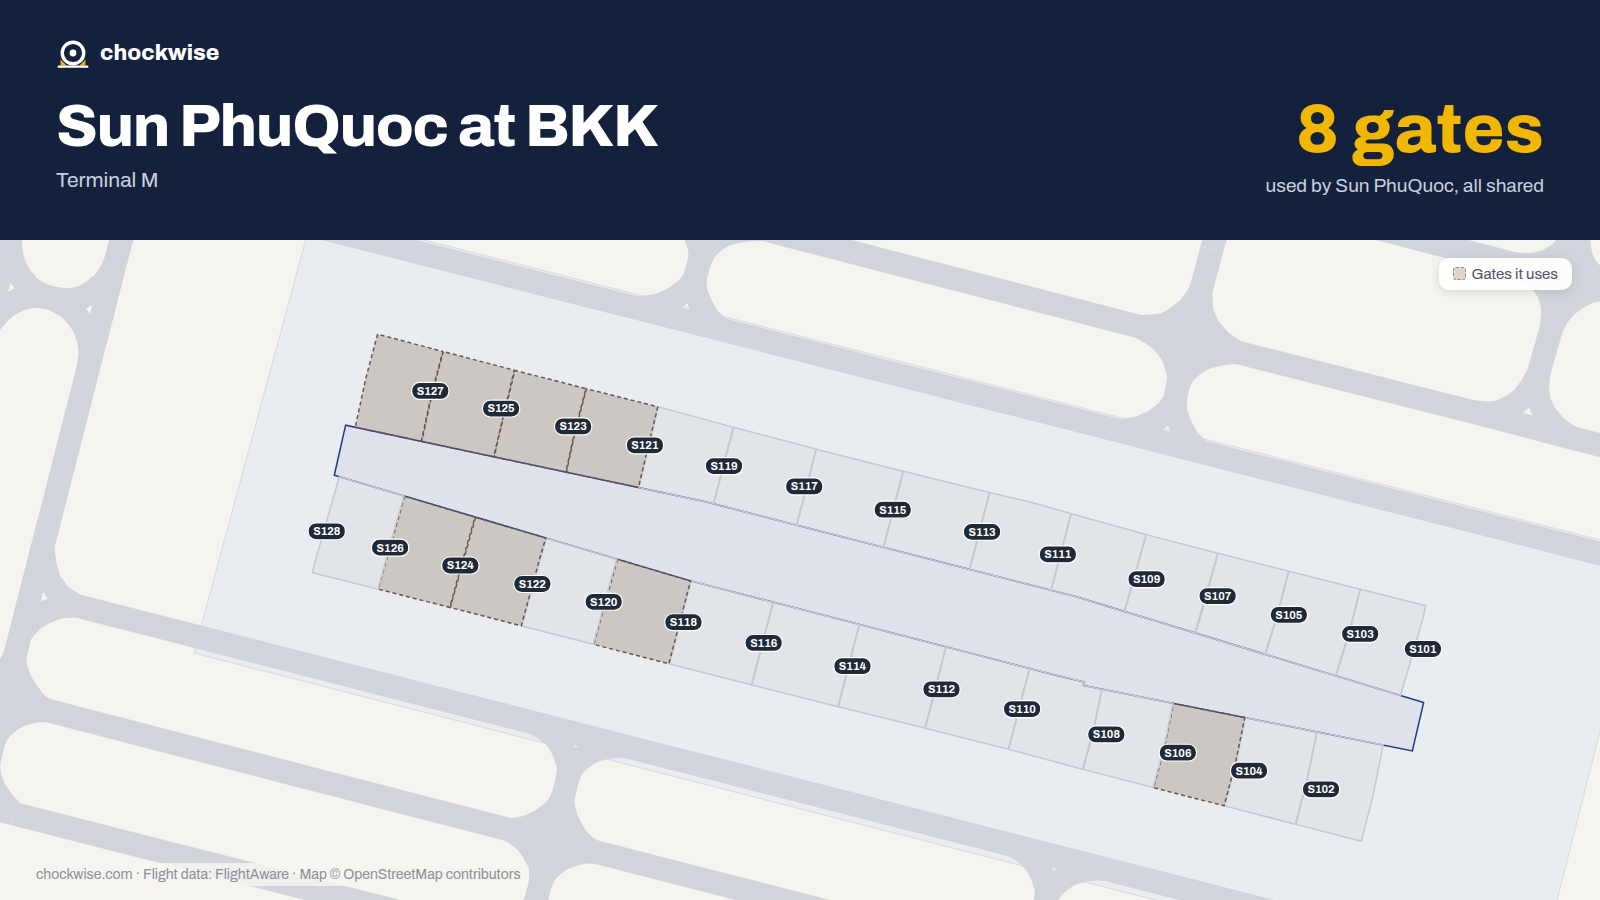 chockwise
Sun PhuQuoc at BKK
Terminal M
8 gates
used by Sun PhuQuoc, all shared
Gates it uses
S127
S125
S123
S121
S119
S117
S115
S113
S111
S109
S107
S105
S103
S101
S128
S126
S124
S122
S120
S118
S116
S114
S112
S110
S108
S106
S104
S102
chockwise.com · Flight data: FlightAware · Map © OpenStreetMap contributors